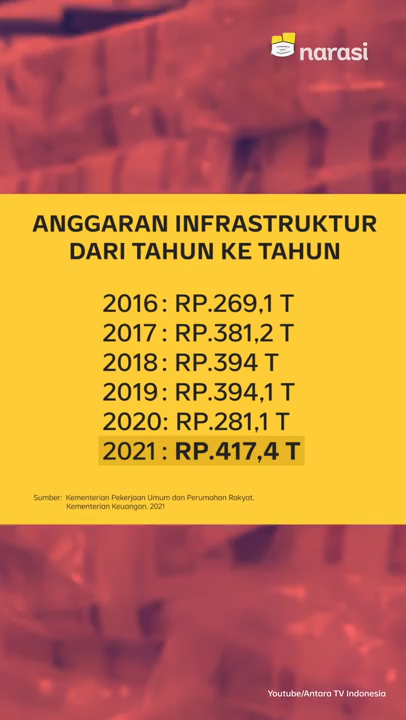 narasi
ANGGARAN INFRASTRUKTUR
DARI TAHUN KE TAHUN
2016 : RP.269,1 T
2017 : RP.381,2 T
2018 : RP.394 T
2019 : RP.394,1 T
2020: RP.281,1 T
2021 : RP.417,4 T
Sumber: Kementerian Pekerjaan Umum dan Perumahan Rakyat,
Kementerian Keuangan, 2021
Youtube/Antara TV Indonesia